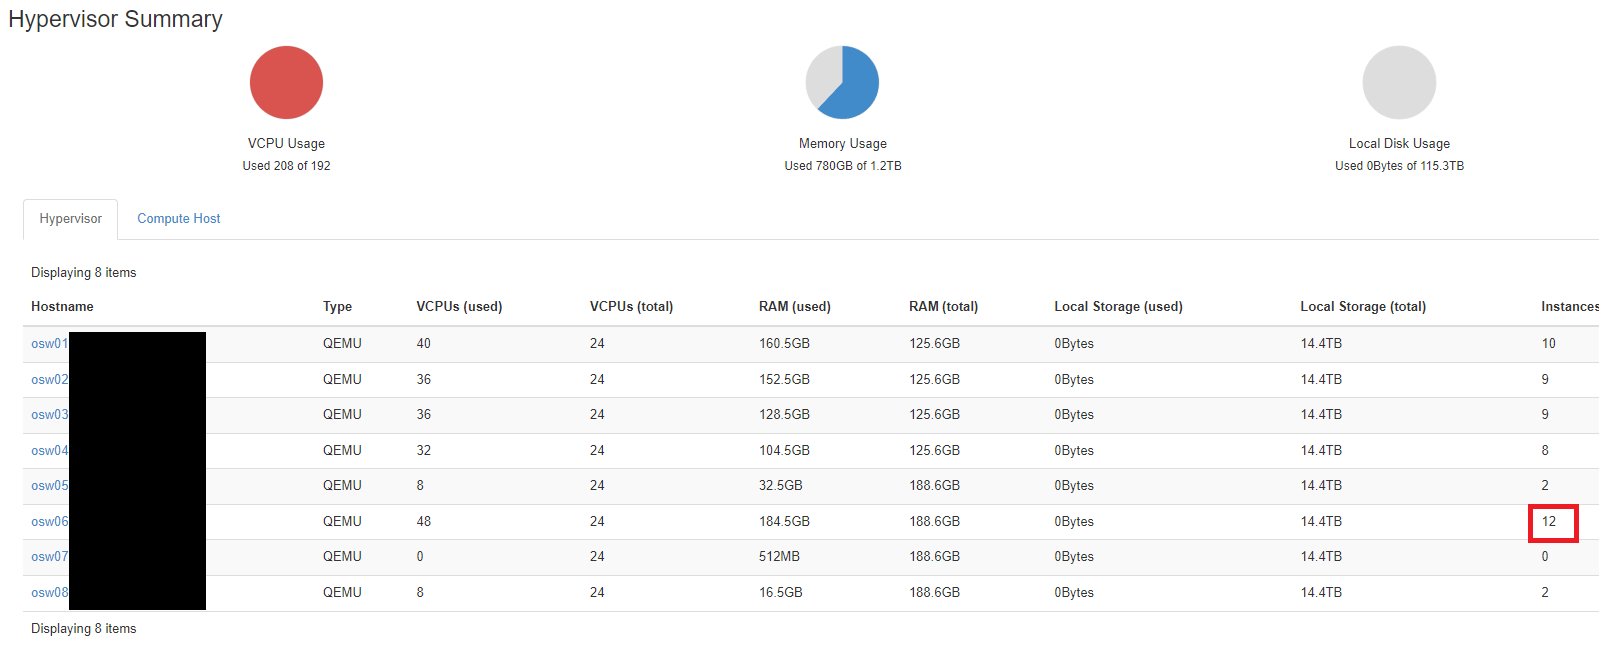 Hypervisor Summary
VCPU Usage Memory Usage Local Disk Usage
Used 208 of 192 Used 780GB of 1.2TB Used 0Bytes of 115.3TB
Hypervisor Compute Host
Displaying 8 items
Hostname Type VCPUs (used) VCPUs (total) RAM (used) RAM (total) Local Storage (used) Local Storage (total) Instances
osw01 QEMU 40 24 160.5GB 125.6GB 0Bytes 14.4TB 10
osw02 QEMU 36 24 152.5GB 125.6GB 0Bytes 14.4TB 9
osw03 QEMU 36 24 128.5GB 125.6GB 0Bytes 14.4TB 9
osw04 QEMU 32 24 104.5GB 125.6GB 0Bytes 14.4TB 8
osw05 QEMU 8 24 32.5GB 188.6GB 0Bytes 14.4TB 2
osw06 QEMU 48 24 184.5GB 188.6GB 0Bytes 14.4TB 12
osw07 QEMU 0 24 512MB 188.6GB 0Bytes 14.4TB 0
osw08 QEMU 8 24 16.5GB 188.6GB 0Bytes 14.4TB 2
Displaying 8 items